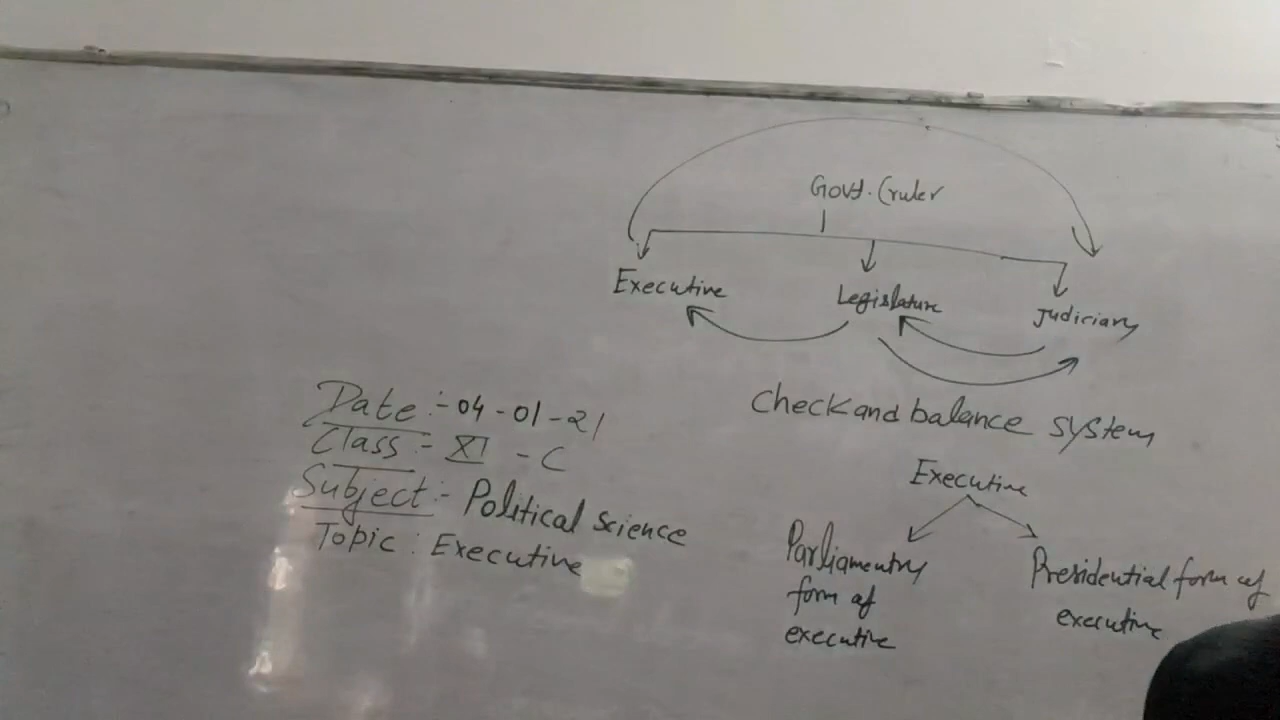 Govt. (ruler
Executive
Legislature
Judiciary
Check and balance system
Date :- 04-01-21
Class :- XI - C
Subject :- Political science
Topic : Executive
Executive
Parliamentry
form of
executive
Presidential form of
executive